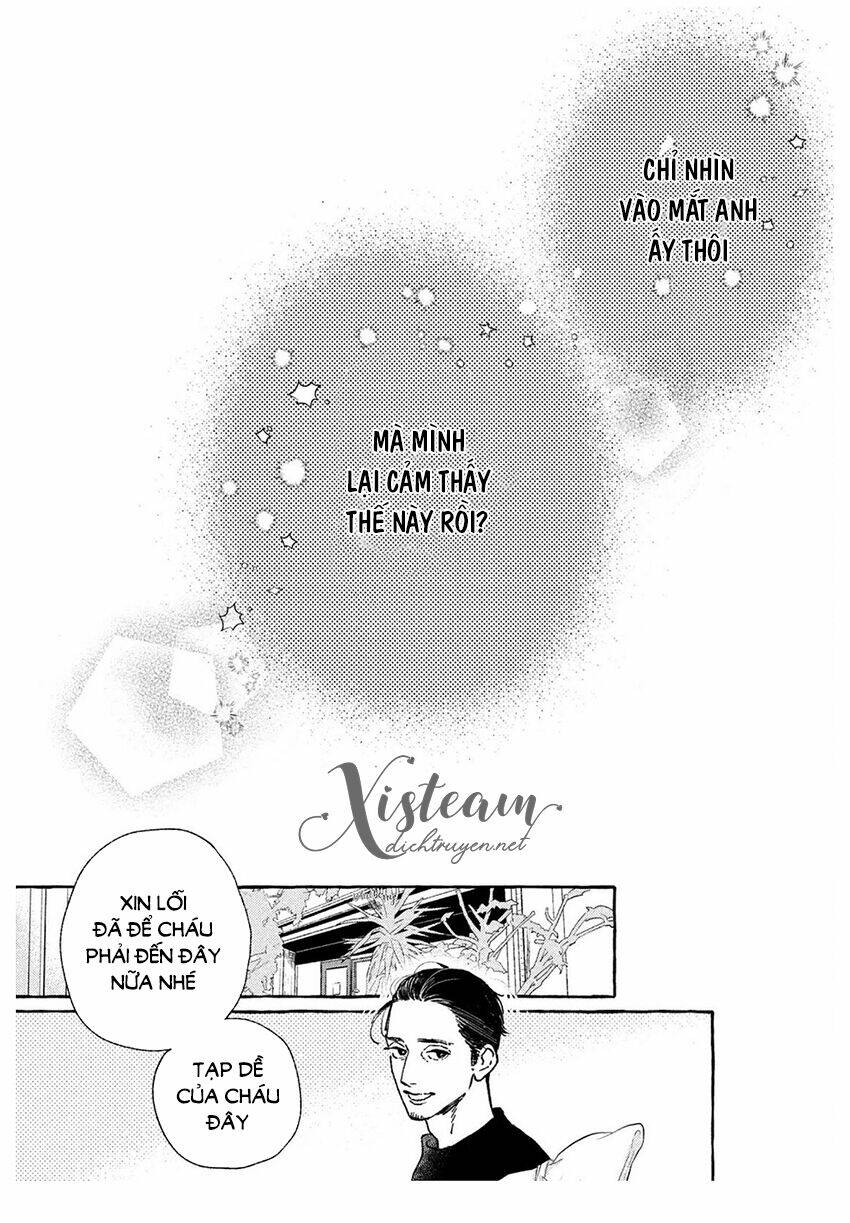 CHỈ NHÌN
VÀO MẮT ANH
ẤY THÔI
MÀ MÌNH
LẠI CẢM THẤY
THẾ NÀY RỒI?
Xisteam
dichtruyen.net
XIN LỖI
ĐÃ ĐỂ CHÁU
PHẢI ĐẾN ĐÂY
NỮA NHÉ
TẠP DỀ
CỦA CHÁU
ĐÂY